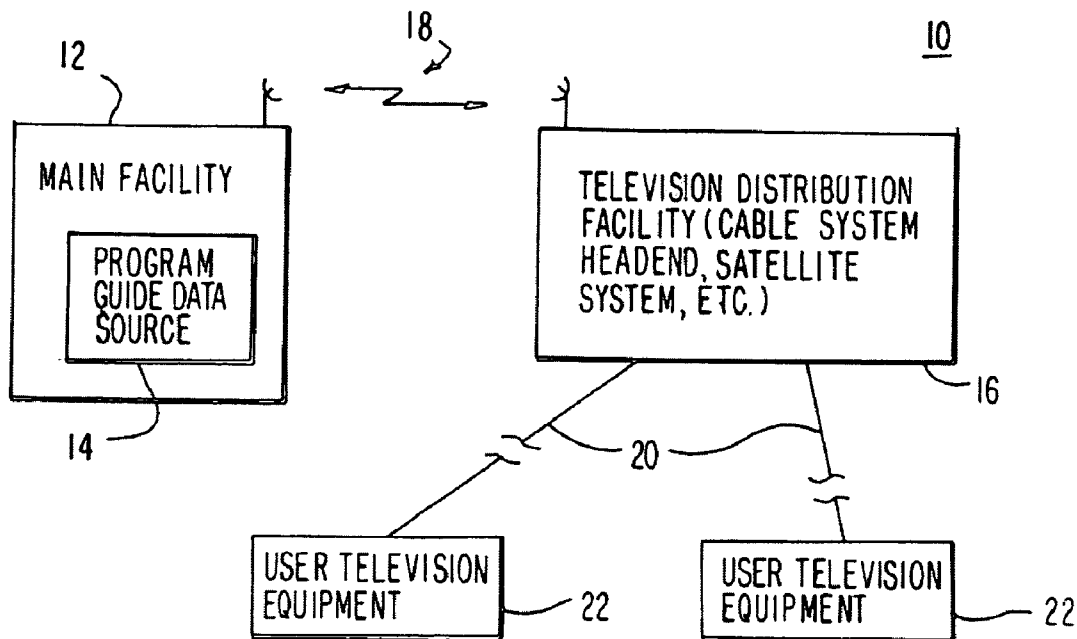 18
10
12
MAIN FACILITY
PROGRAM
GUIDE DATA
SOURCE
14
TELEVISION DISTRIBUTION
FACILITY (CABLE SYSTEM
HEADEND, SATELLITE
SYSTEM, ETC.)
16
20
USER TELEVISION
EQUIPMENT
22
USER TELEVISION
EQUIPMENT
22